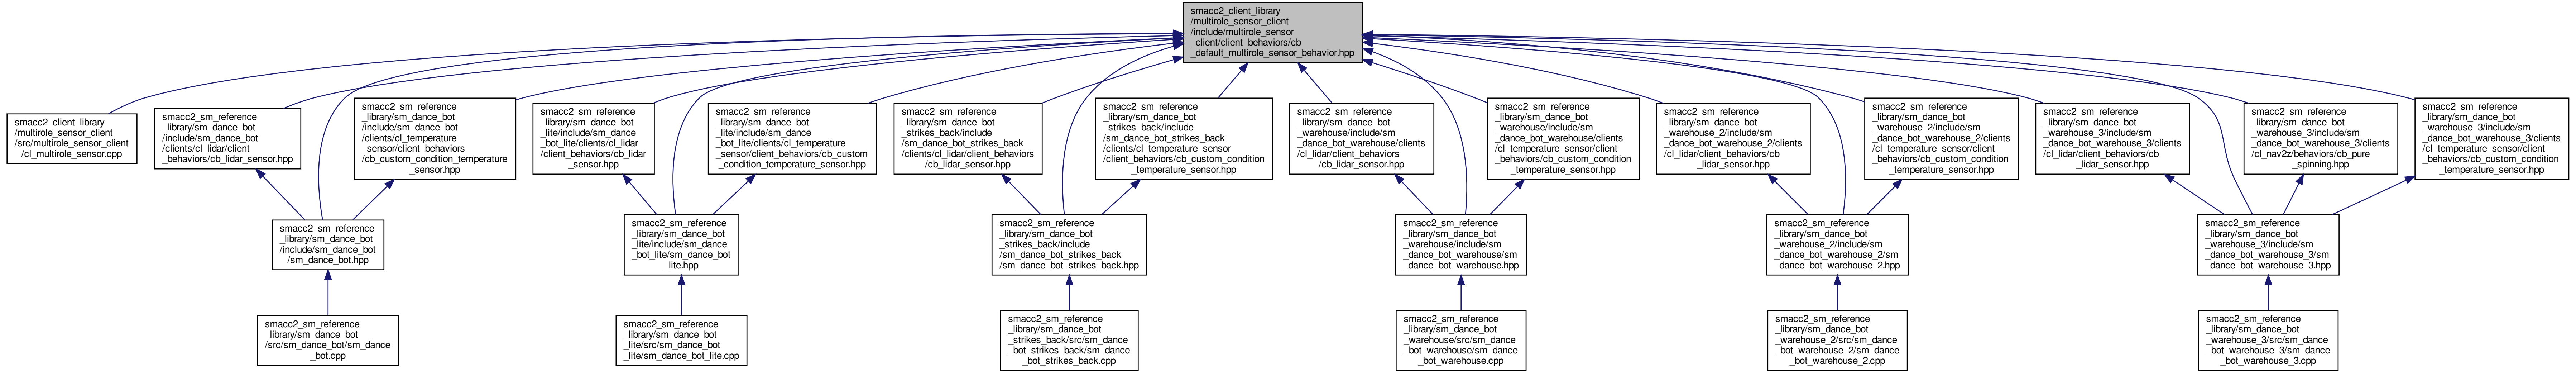 smacc2_client_library
/multirole_sensor_client
/include/multirole_sensor
_client/client_behaviors/cb
_default_multirole_sensor_behavior.hpp
smacc2_client_library
/multirole_sensor_client
/src/multirole_sensor_client
/cl_multirole_sensor.cpp
smacc2_sm_reference
_library/sm_dance_bot
/include/sm_dance_bot
/clients/cl_lidar/client
_behaviors/cb_lidar_sensor.hpp
smacc2_sm_reference
_library/sm_dance_bot
/include/sm_dance_bot
/clients/cl_temperature
_sensor/client_behaviors
/cb_custom_condition_temperature
_sensor.hpp
smacc2_sm_reference
_library/sm_dance_bot
_lite/include/sm_dance
_bot_lite/clients/cl_lidar
/client_behaviors/cb_lidar
_sensor.hpp
smacc2_sm_reference
_library/sm_dance_bot
_lite/include/sm_dance
_bot_lite/clients/cl_temperature
_sensor/client_behaviors/cb_custom
_condition_temperature_sensor.hpp
smacc2_sm_reference
_library/sm_dance_bot
_strikes_back/include
/sm_dance_bot_strikes_back
/clients/cl_lidar/client_behaviors
/cb_lidar_sensor.hpp
smacc2_sm_reference
_library/sm_dance_bot
_strikes_back/include
/sm_dance_bot_strikes_back
/clients/cl_temperature_sensor
/client_behaviors/cb_custom_condition
_temperature_sensor.hpp
smacc2_sm_reference
_library/sm_dance_bot
_warehouse/include/sm
_dance_bot_warehouse/clients
/cl_lidar/client_behaviors
/cb_lidar_sensor.hpp
smacc2_sm_reference
_library/sm_dance_bot
_warehouse/include/sm
_dance_bot_warehouse/clients
/cl_temperature_sensor/client
_behaviors/cb_custom_condition
_temperature_sensor.hpp
smacc2_sm_reference
_library/sm_dance_bot
_warehouse_2/include/sm
_dance_bot_warehouse_2/clients
/cl_lidar/client_behaviors/cb
_lidar_sensor.hpp
smacc2_sm_reference
_library/sm_dance_bot
_warehouse_2/include/sm
_dance_bot_warehouse_2/clients
/cl_temperature_sensor/client
_behaviors/cb_custom_condition
_temperature_sensor.hpp
smacc2_sm_reference
_library/sm_dance_bot
_warehouse_3/include/sm
_dance_bot_warehouse_3/clients
/cl_lidar/client_behaviors/cb
_lidar_sensor.hpp
smacc2_sm_reference
_library/sm_dance_bot
_warehouse_3/include/sm
_dance_bot_warehouse_3/clients
/cl_nav2z/behaviors/cb_pure
_spinning.hpp
smacc2_sm_reference
_library/sm_dance_bot
_warehouse_3/include/sm
_dance_bot_warehouse_3/clients
/cl_temperature_sensor/client
_behaviors/cb_custom_condition
_temperature_sensor.hpp
smacc2_sm_reference
_library/sm_dance_bot
/include/sm_dance_bot
/sm_dance_bot.hpp
smacc2_sm_reference
_library/sm_dance_bot
_lite/include/sm_dance
_bot_lite/sm_dance_bot
_lite.hpp
smacc2_sm_reference
_library/sm_dance_bot
_strikes_back/include
/sm_dance_bot_strikes_back
/sm_dance_bot_strikes_back.hpp
smacc2_sm_reference
_library/sm_dance_bot
_warehouse/include/sm
_dance_bot_warehouse/sm
_dance_bot_warehouse.hpp
smacc2_sm_reference
_library/sm_dance_bot
_warehouse_2/include/sm
_dance_bot_warehouse_2/sm
_dance_bot_warehouse_2.hpp
smacc2_sm_reference
_library/sm_dance_bot
_warehouse_3/include/sm
_dance_bot_warehouse_3/sm
_dance_bot_warehouse_3.hpp
smacc2_sm_reference
_library/sm_dance_bot
/src/sm_dance_bot/sm_dance
_bot.cpp
smacc2_sm_reference
_library/sm_dance_bot
_lite/src/sm_dance_bot
_lite/sm_dance_bot_lite.cpp
smacc2_sm_reference
_library/sm_dance_bot
_strikes_back/src/sm_dance
_bot_strikes_back/sm_dance
_bot_strikes_back.cpp
smacc2_sm_reference
_library/sm_dance_bot
_warehouse/src/sm_dance
_bot_warehouse/sm_dance
_bot_warehouse.cpp
smacc2_sm_reference
_library/sm_dance_bot
_warehouse_2/src/sm_dance
_bot_warehouse_2/sm_dance
_bot_warehouse_2.cpp
smacc2_sm_reference
_library/sm_dance_bot
_warehouse_3/src/sm_dance
_bot_warehouse_3/sm_dance
_bot_warehouse_3.cpp